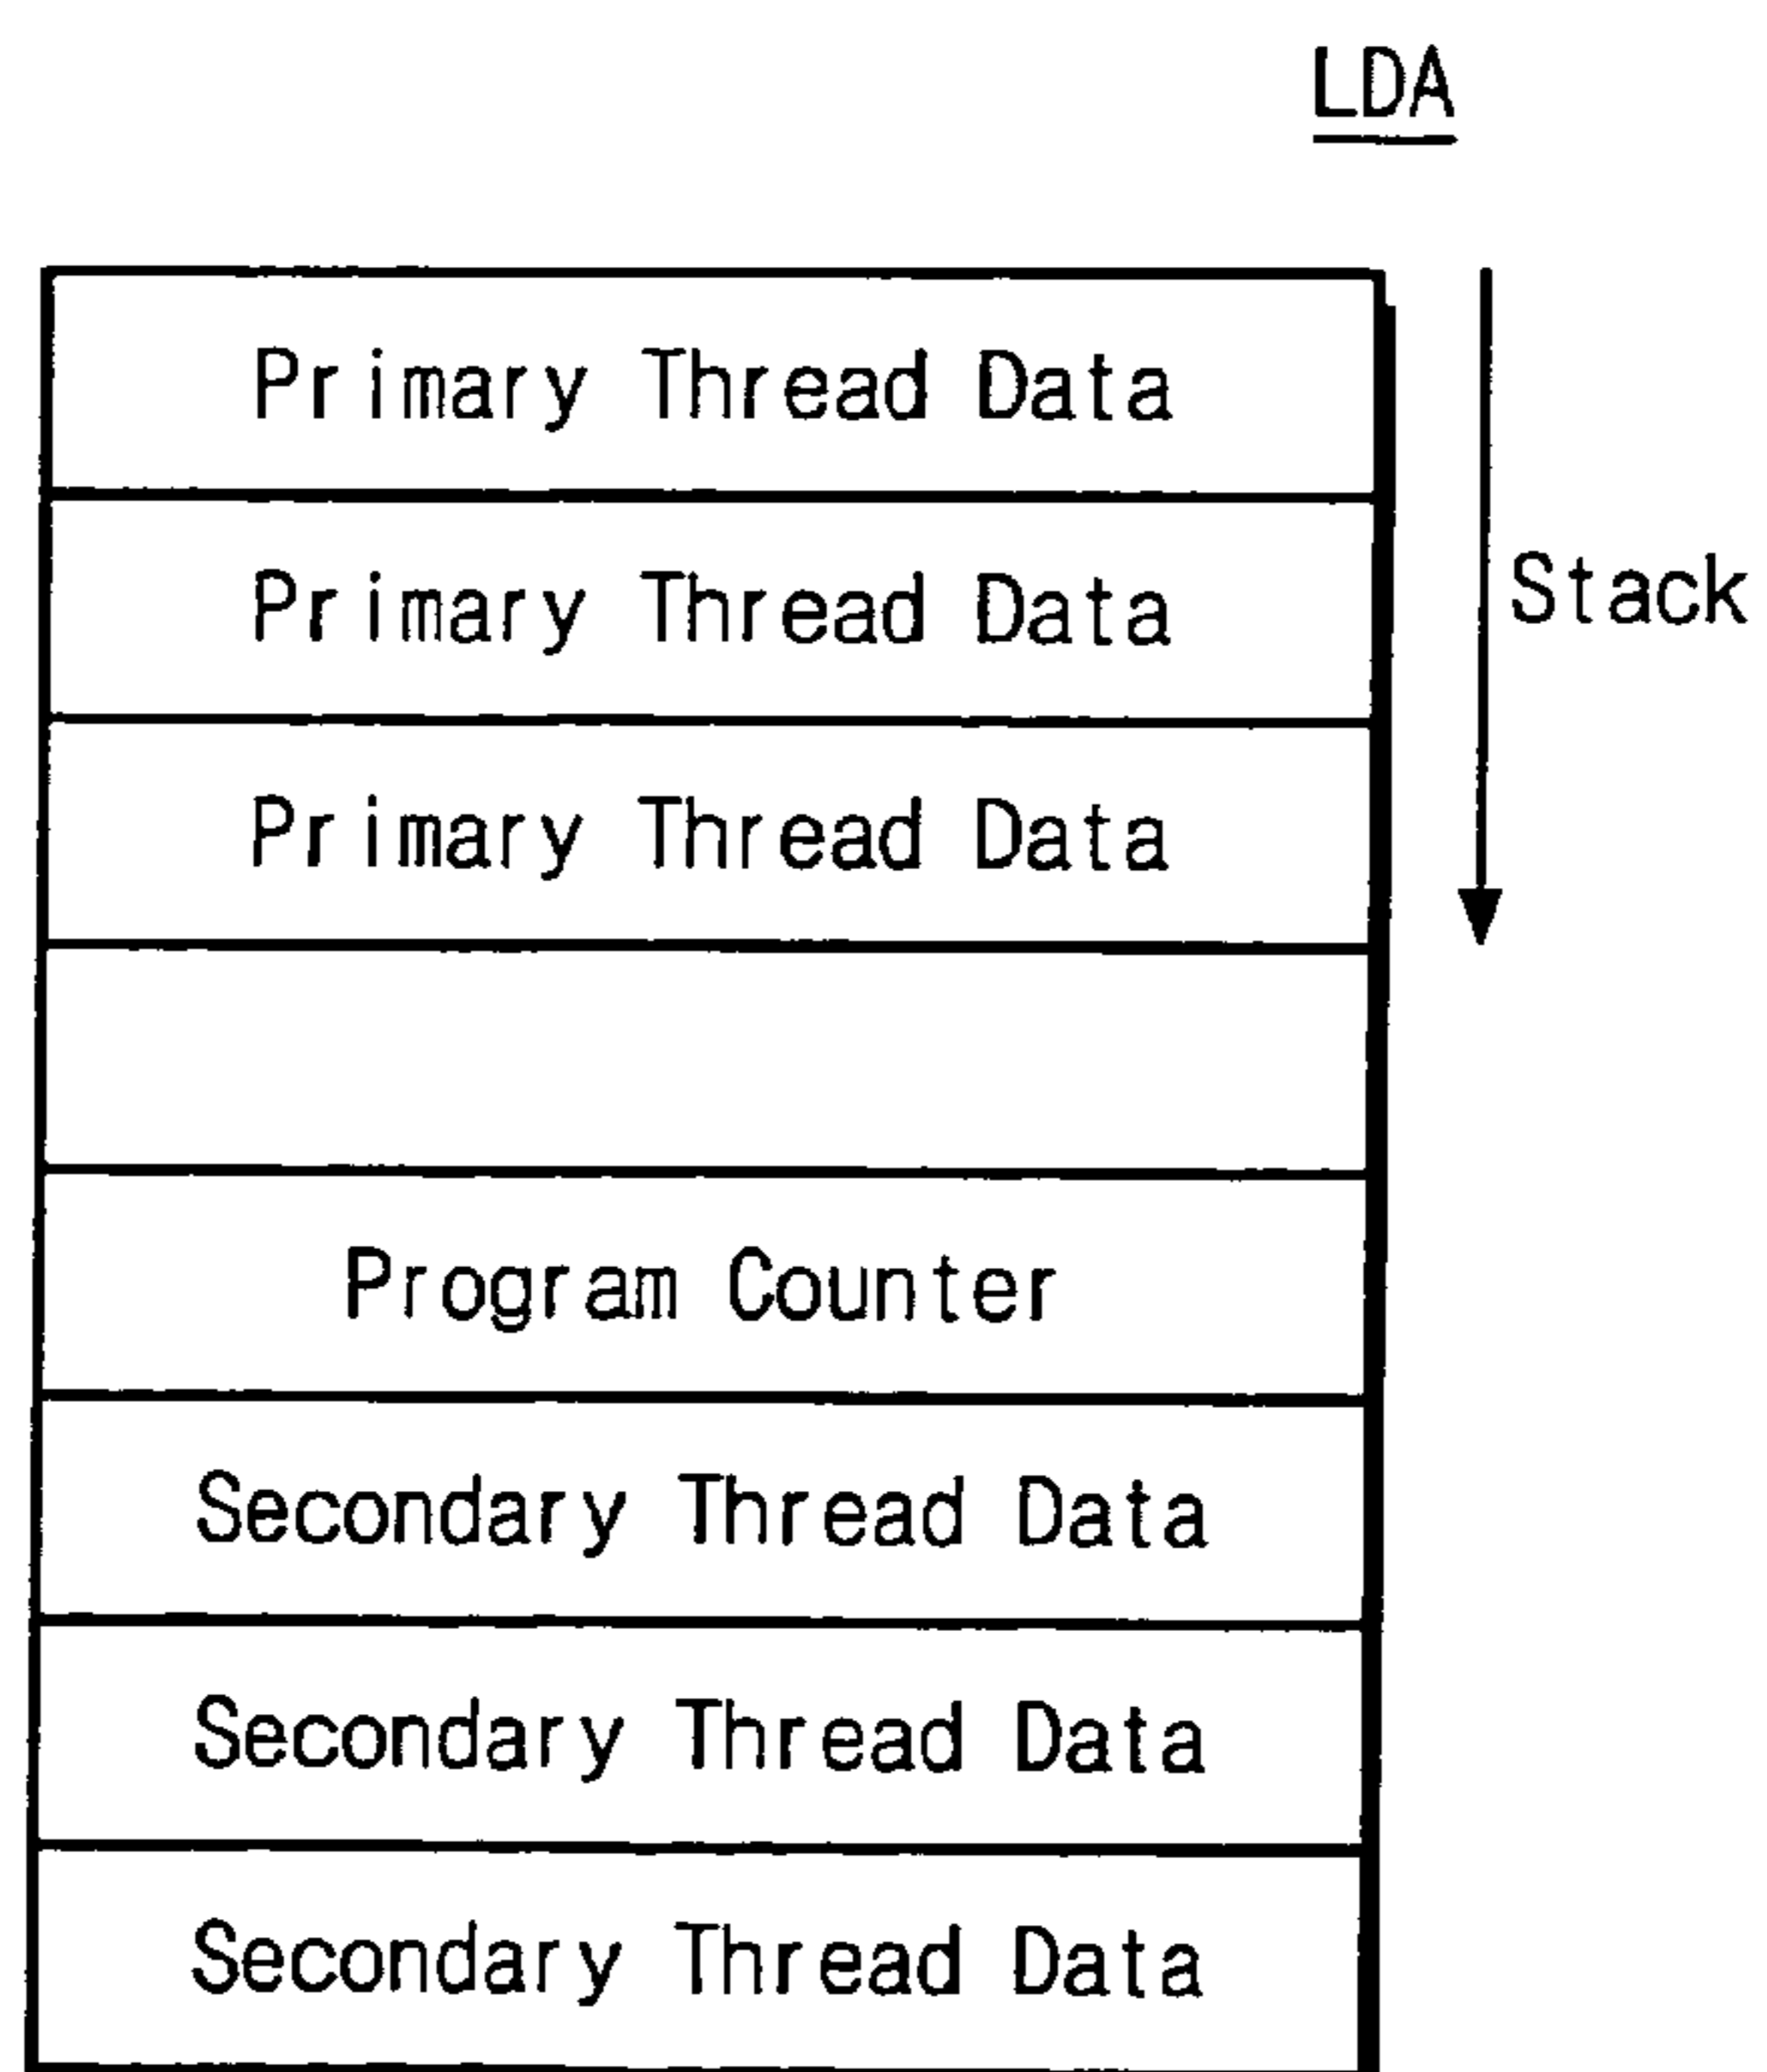 LDA
Primary Thread Data
Primary Thread Data
Stack
Primary Thread Data
Program Counter
Secondary Thread Data
Secondary Thread Data
Secondary Thread Data